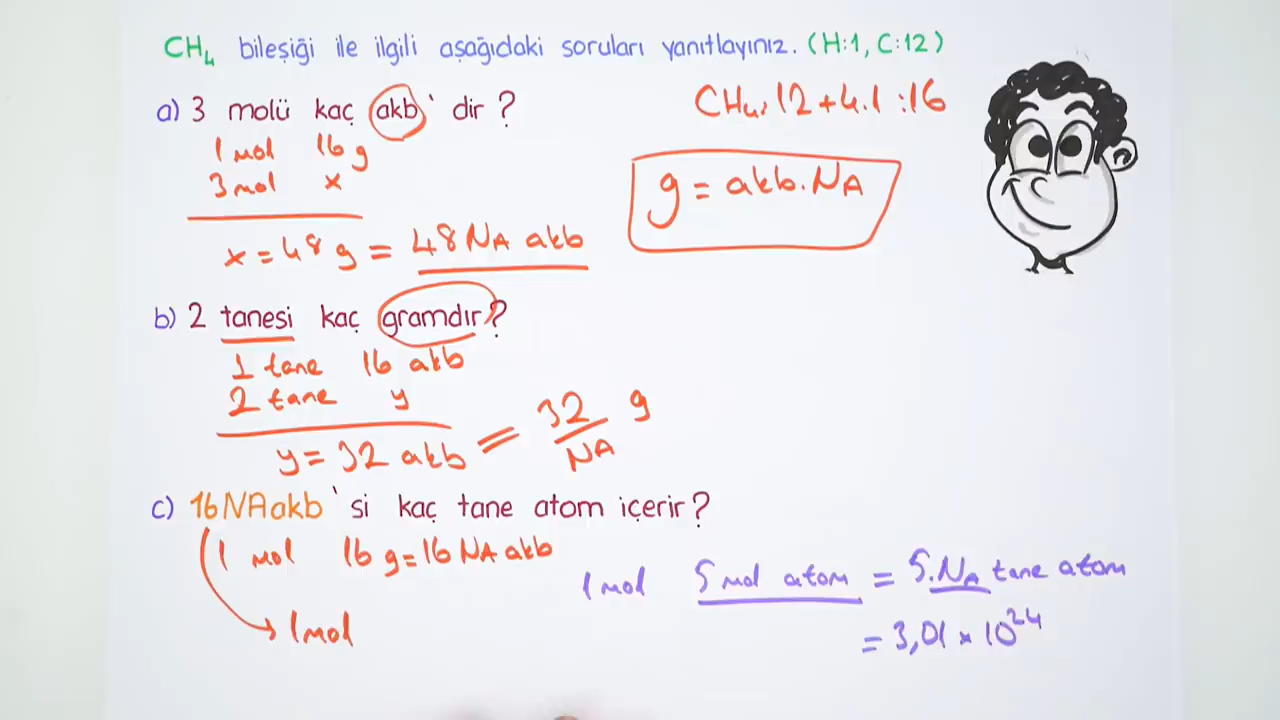 CH₄ bileşiği ile ilgili aşağıdaki soruları yanıtlayınız. (H:1, C:12)
a) 3 molü kaç akb' dir?
CH₄: 12 + 4.1 : 16
1 mol 16 g
3 mol x
x = 48 g = 48 NA akb
g = akb.NA
b) 2 tanesi kaç gramdır?
1 tane 16 akb
2 tane y
y = 32 akb = 32/NA g
c) 16NAakb'si kaç tane atom içerir?
1 mol 16 g = 16 NA akb
1 mol
1 mol 5 mol atom = 5.NA tane atom
= 3,01 × 10²⁴